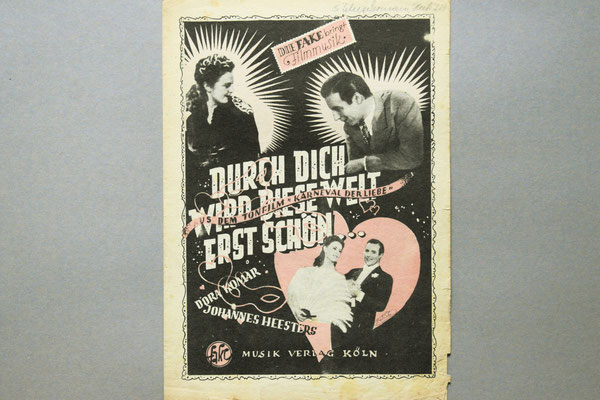 DIE FAKE bringt
Filmmusik
DURCH DICH
WIRD DIESE WELT
AUS DEM TONFILM "KARNEVAL DER LIEBE"
ERST SCHÖN...
DORA KOMAR
JOHANNES HEESTERS
MUSIK VERLAG KÖLN